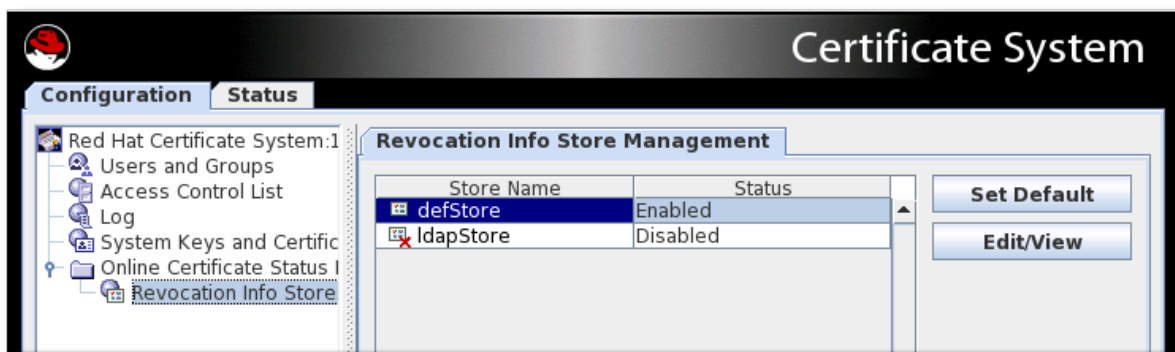 Certificate System
Configuration Status
Red Hat Certificate System:1
Users and Groups
Access Control List
Log
System Keys and Certific
Online Certificate Status
Revocation Info Store
Revocation Info Store Management
Store Name Status
defStore Enabled
ldapStore Disabled
Set Default
Edit/View